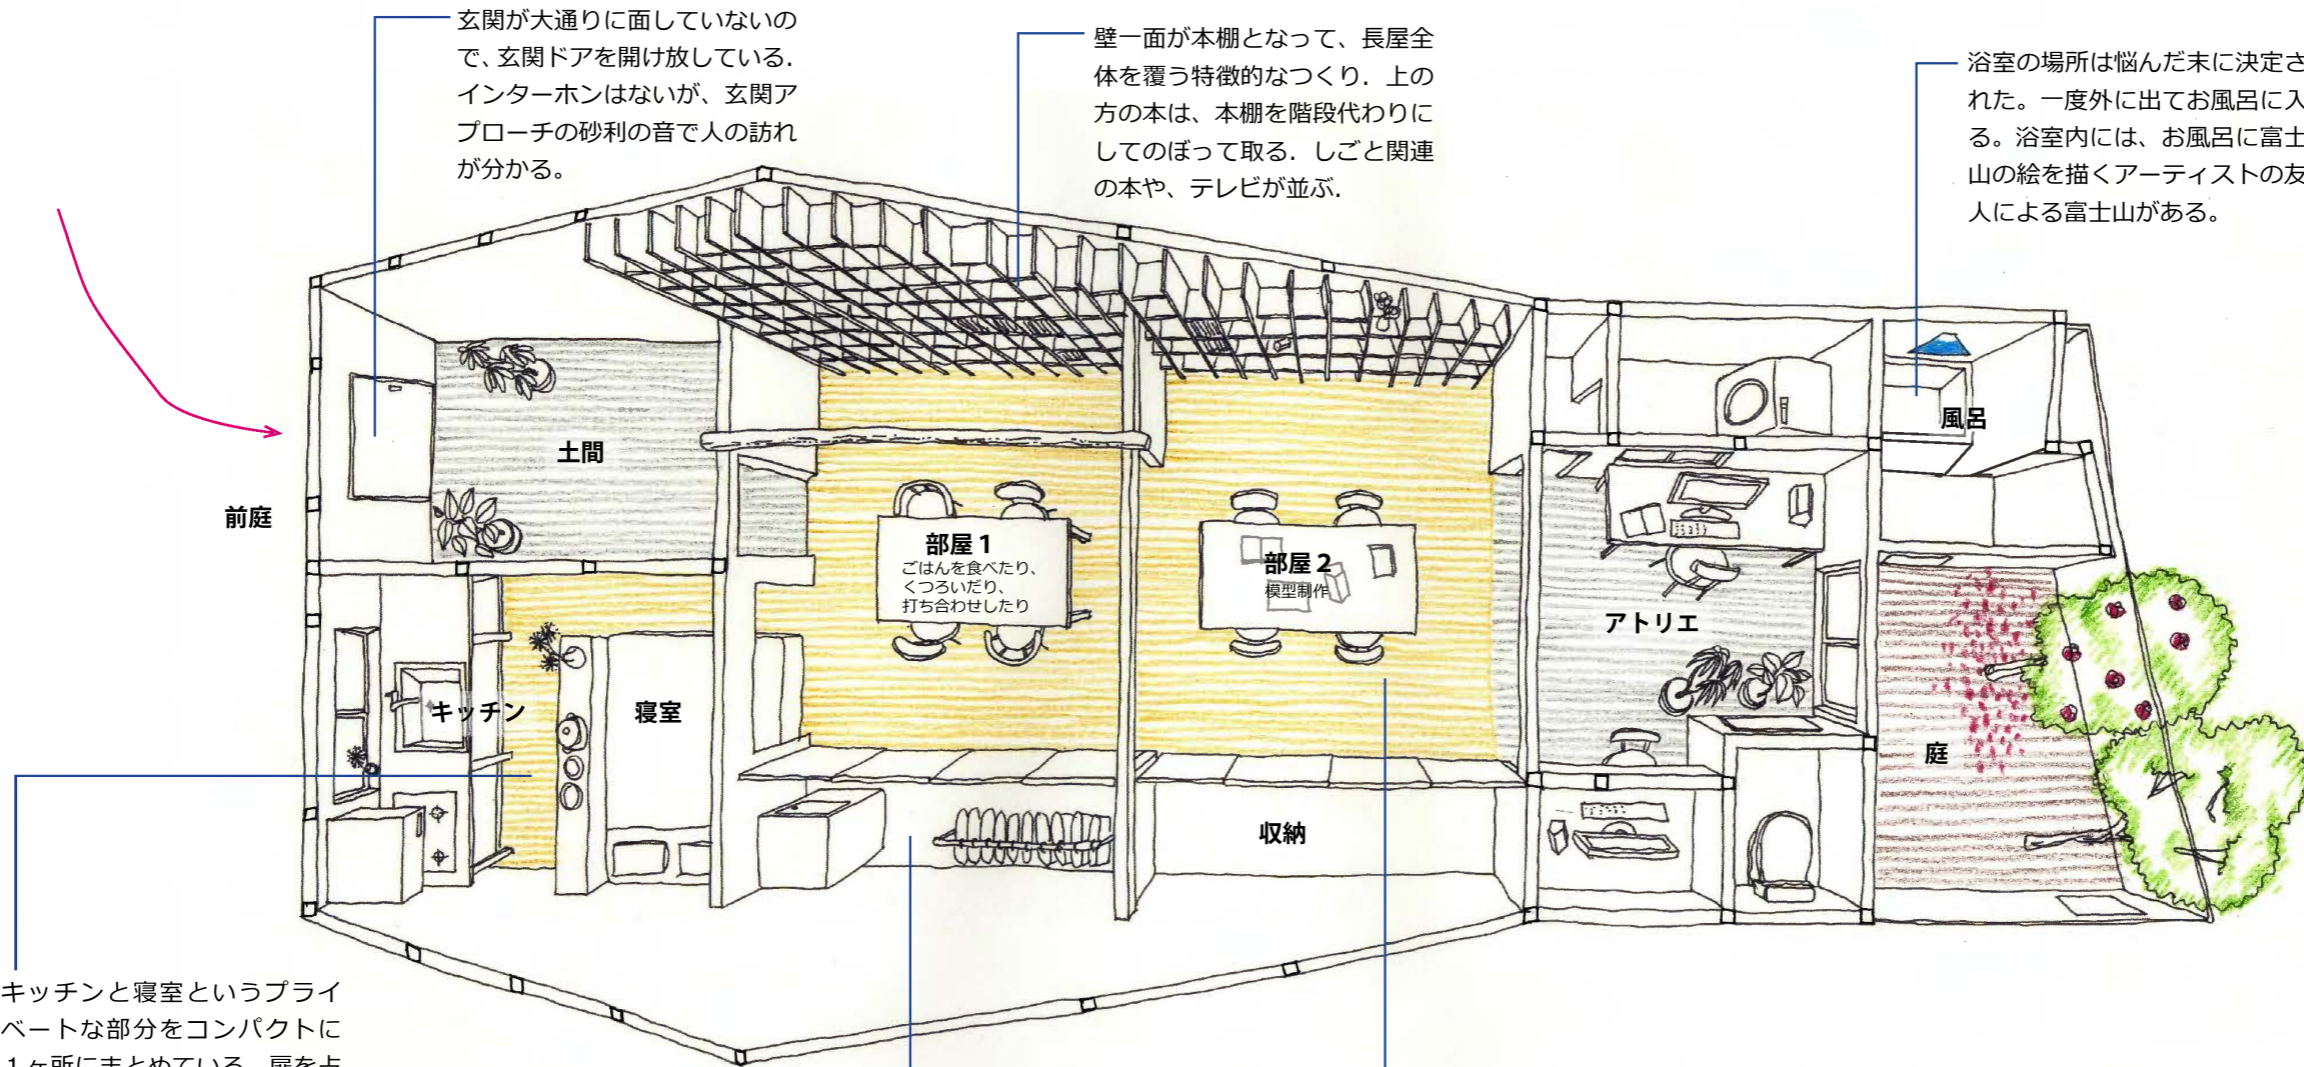 玄関が大通りに面していないの
で、玄関ドアを開け放している．
インターホンはないが、玄関ア
プローチの砂利の音で人の訪れ
が分かる。
壁一面が本棚となって、長屋全
体を覆う特徴的なつくり．上の
方の本は、本棚を階段代わりに
してのぼって取る．しごと関連
の本や、テレビが並ぶ．
浴室の場所は悩んだ末に決定さ
れた。一度外に出てお風呂に入
る。浴室内には、お風呂に富士
山の絵を描くアーティストの友
人による富士山がある。
風呂
土間
前庭
部屋１
ごはんを食べたり、
くつろいだり、
打ち合わせしたり
部屋２
模型制作
アトリエ
キッチン
寝室
庭
収納
キッチンと寝室というプライ
ベートな部分をコンパクトに
１ヶ所にまとめている．扉を占